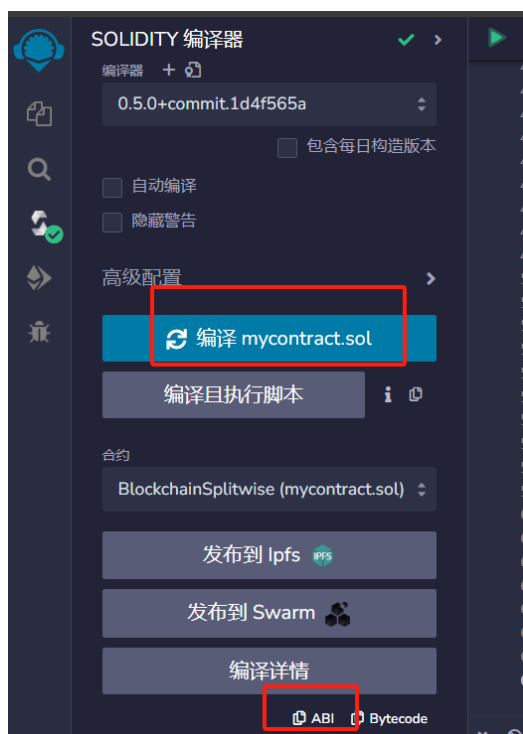 SOLIDITY 编译器
编译器
0.5.0+commit.1d4f565a
包含每日构造版本
自动编译
隐藏警告
高级配置
编译 mycontract.sol
编译且执行脚本
合约
BlockchainSplitwise (mycontract.sol)
发布到 Ipfs IPFS
发布到 Swarm
编译详情
ABI Bytecode